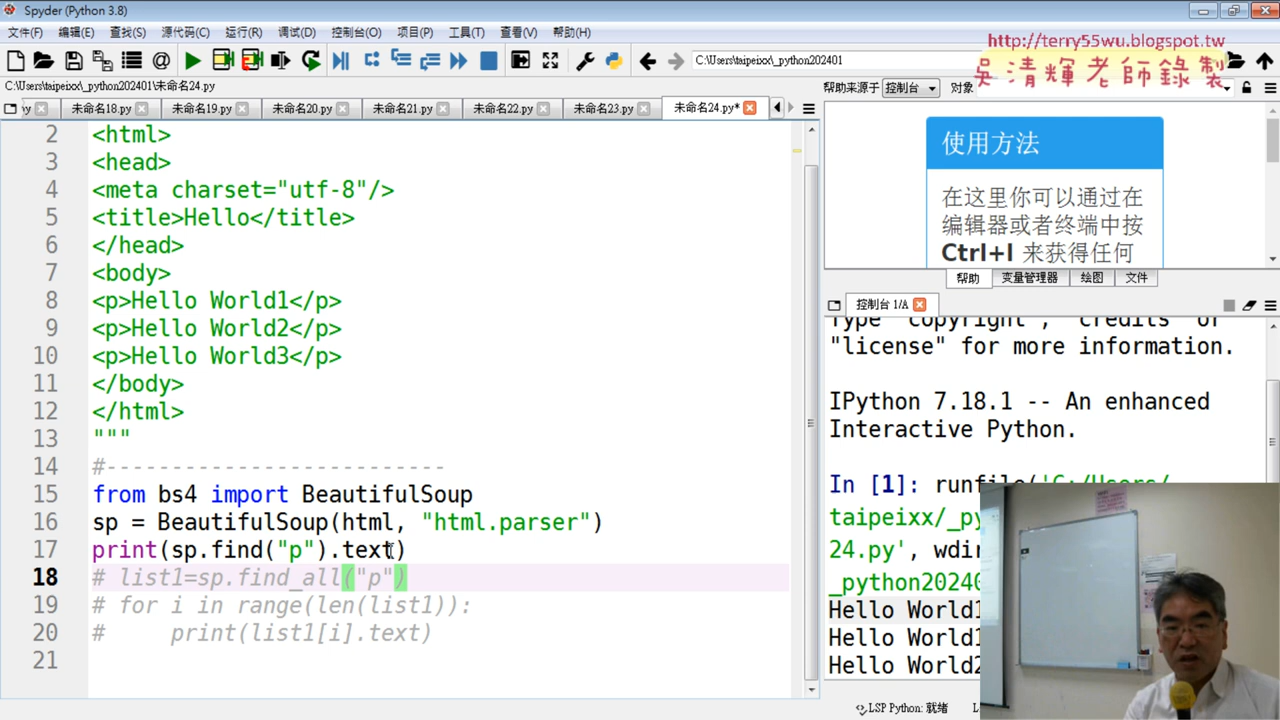 Spyder (Python 3.8)
文件(F) 编辑(E) 查找(S) 源代码(C) 运行(R) 调试(D) 控制台(O) 项目(P) 工具(T) 查看(V) 帮助(H)
http://terry55wu.blogspot.tw
吳清輝老師錄製
C:\Users\taipeixx\_python202401
C:\Users\taipeixx\_python202401\未命名24.py
y 未命名18.py 未命名19.py 未命名20.py 未命名21.py 未命名22.py 未命名23.py 未命名24.py*
2 <html>
3 <head>
4 <meta charset="utf-8"/>
5 <title>Hello</title>
6 </head>
7 <body>
8 <p>Hello World1</p>
9 <p>Hello World2</p>
10 <p>Hello World3</p>
11 </body>
12 </html>
13 """
14 #--------------------------
15 from bs4 import BeautifulSoup
16 sp = BeautifulSoup(html, "html.parser")
17 print(sp.find("p").text)
18 # list1=sp.find_all("p")
19 # for i in range(len(list1)):
20 #     print(list1[i].text)
21
帮助来源于 控制台 对象
使用方法
在这里你可以通过在
编辑器或者终端中按
Ctrl+I 来获得任何
帮助 变量管理器 绘图 文件
控制台 1/A
Type "copyright", "credits" or
"license" for more information.
IPython 7.18.1 -- An enhanced
Interactive Python.
In [1]: runfile('C:/Users/
taipeixx/_py
24.py', wdir
_python20240
Hello World1
Hello World1
Hello World2
LSP Python: 就绪